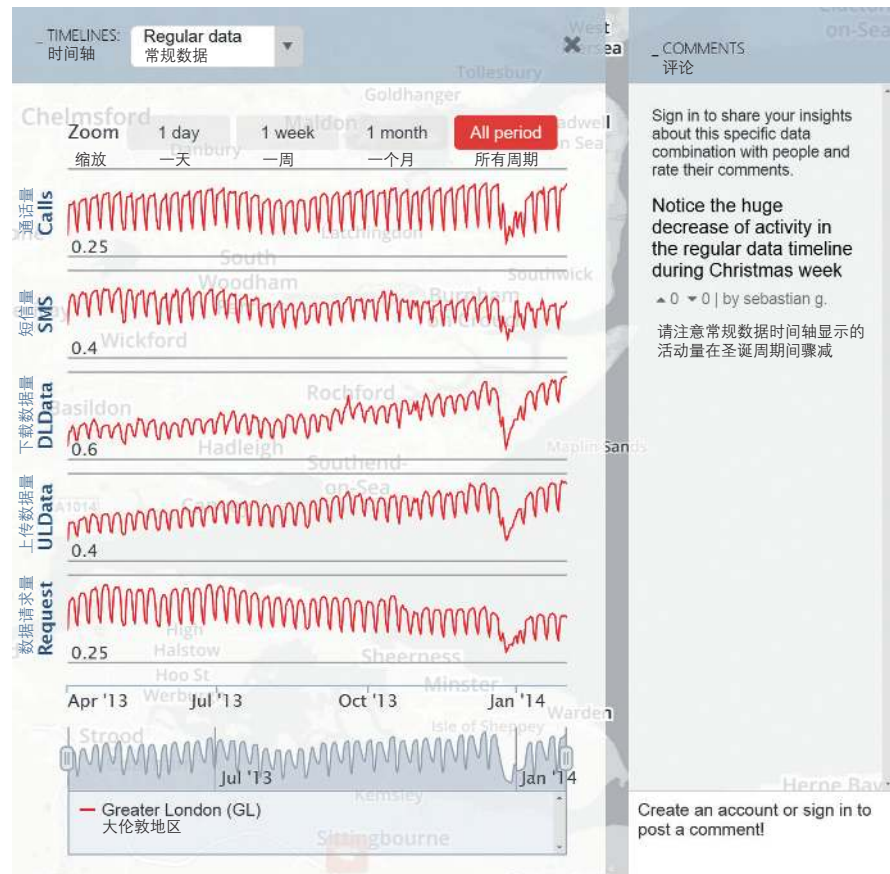 _ TIMELINES:
时间轴
Regular data
常规数据
West
Mersea
Tollesbury
Goldhanger
Chelmsford
Maldon
Zoom
缩放
1 day
一天
1 week
一周
1 month
一个月
All period
所有周期
Danbury
通话量
Calls
0.25
Latchingdon
South
Woodham
Southwick
短信量
SMS
0.4
Wickford
Burnham
下载数据量
DLData
0.6
Rochford
Basildon
Hadleigh
Maplin Sands
Southend-
on-Sea
上传数据量
ULData
0.4
A1014
数据请求量
Request
0.25
High
Halstow
Sheerness
Hoo St
Minster
Apr '13
Jul '13
Oct '13
Jan '14
Warden
Isle of Sheppey
Strood
Jul '13
Jan '14
Kemsley
Greater London (GL)
大伦敦地区
Sittingbourne
on-Sea
_ COMMENTS
评论
Sign in to share your insights
about this specific data
combination with people and
rate their comments.
Notice the huge
decrease of activity in
the regular data timeline
during Christmas week
0 0 | by sebastian g.
请注意常规数据时间轴显示的
活动量在圣诞周期间骤减
Herne Bay
Create an account or sign in to
post a comment!